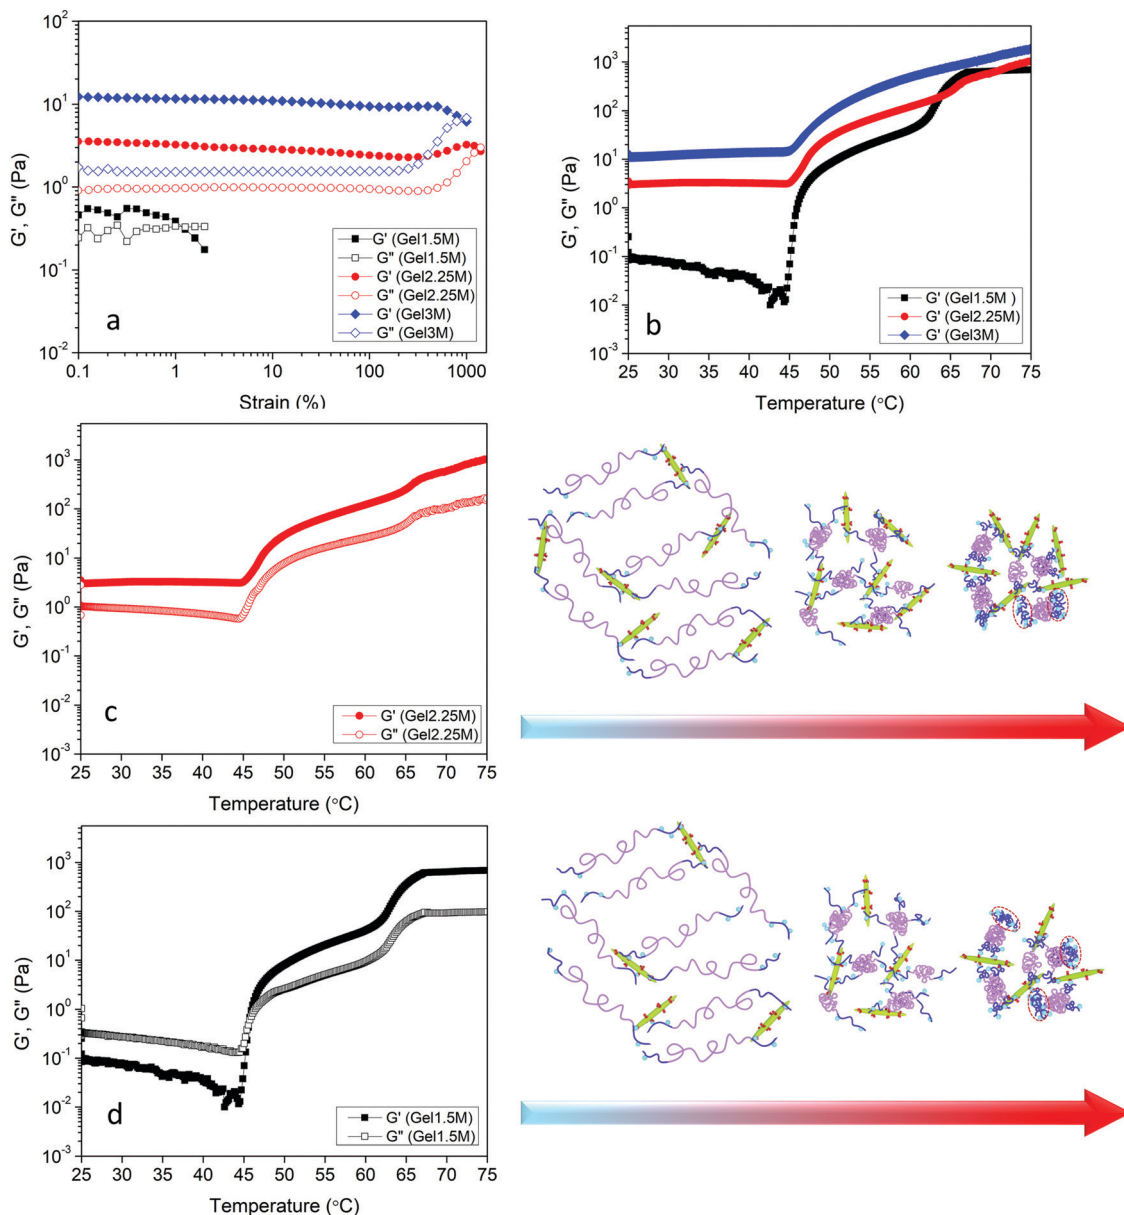 10²
10¹
10⁰
10⁻¹
10⁻²
G', G" (Pa)
G' (Gel1.5M)
G" (Gel1.5M)
G' (Gel2.25M)
G" (Gel2.25M)
G' (Gel3M)
G" (Gel3M)
a
0.1 1 10 100 1000
Strain (%)
10³
10²
10¹
10⁰
10⁻¹
10⁻²
10⁻³
G', G" (Pa)
G' (Gel1.5M )
G' (Gel2.25M)
G' (Gel3M)
b
25 30 35 40 45 50 55 60 65 70 75
Temperature (°C)
10³
10²
10¹
10⁰
10⁻¹
10⁻²
10⁻³
G', G" (Pa)
c
G' (Gel2.25M)
G" (Gel2.25M)
25 30 35 40 45 50 55 60 65 70 75
Temperature (°C)
10³
10²
10¹
10⁰
10⁻¹
10⁻²
10⁻³
G', G" (Pa)
d
G' (Gel1.5M)
G" (Gel1.5M)
25 30 35 40 45 50 55 60 65 70 75
Temperature (°C)